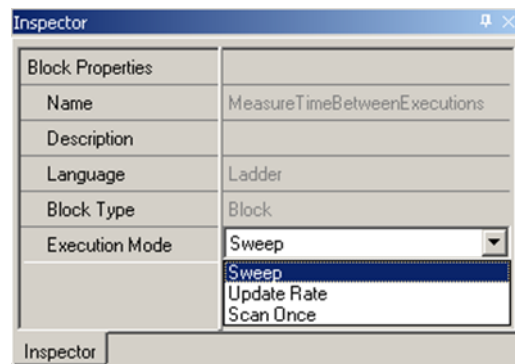 Inspector
Block Properties
Name MeasureTimeBetweenExecutions
Description
Language Ladder
Block Type Block
Execution Mode Sweep
Sweep
Update Rate
Scan Once
Inspector